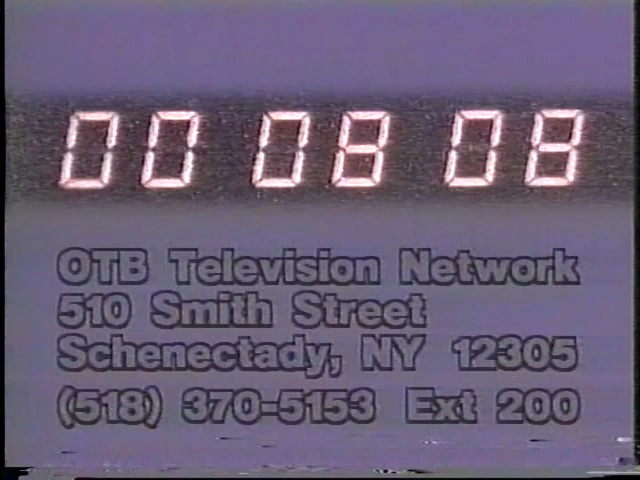 00 08 08
OTB Television Network
510 Smith Street
Schenectady, NY 12305
(518) 370-5153 Ext 200